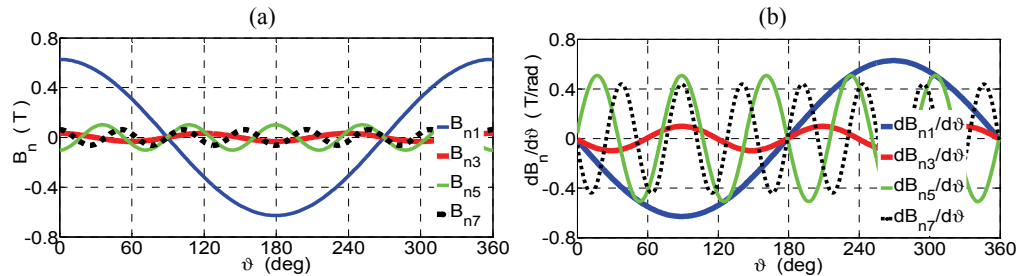 (a)
B_n ( T )
0.8
0.4
0
-0.4
-0.8
0 60 120 180 240 300 360
ϑ (deg)
B_n1
B_n3
B_n5
B_n7
(b)
dB_n/dϑ ( T/rad )
0.8
0.4
0
-0.4
-0.8
0 60 120 180 240 300 360
ϑ (deg)
dB_n1/dϑ
dB_n3/dϑ
dB_n5/dϑ
dB_n7/dϑ